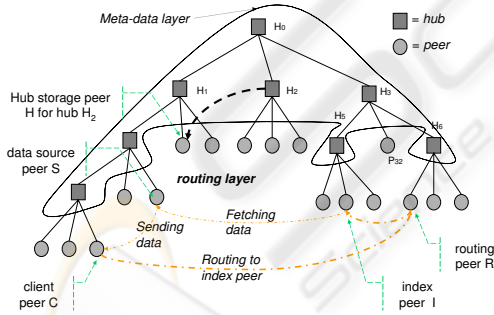 Meta-data layer
H0
= hub
= peer
H1
H2
H3
Hub storage peer
H for hub H2
H5
H6
data source
peer S
P32
routing layer
Fetching
data
Sending
data
routing
peer R
Routing to
index peer
client
peer C
index
peer I